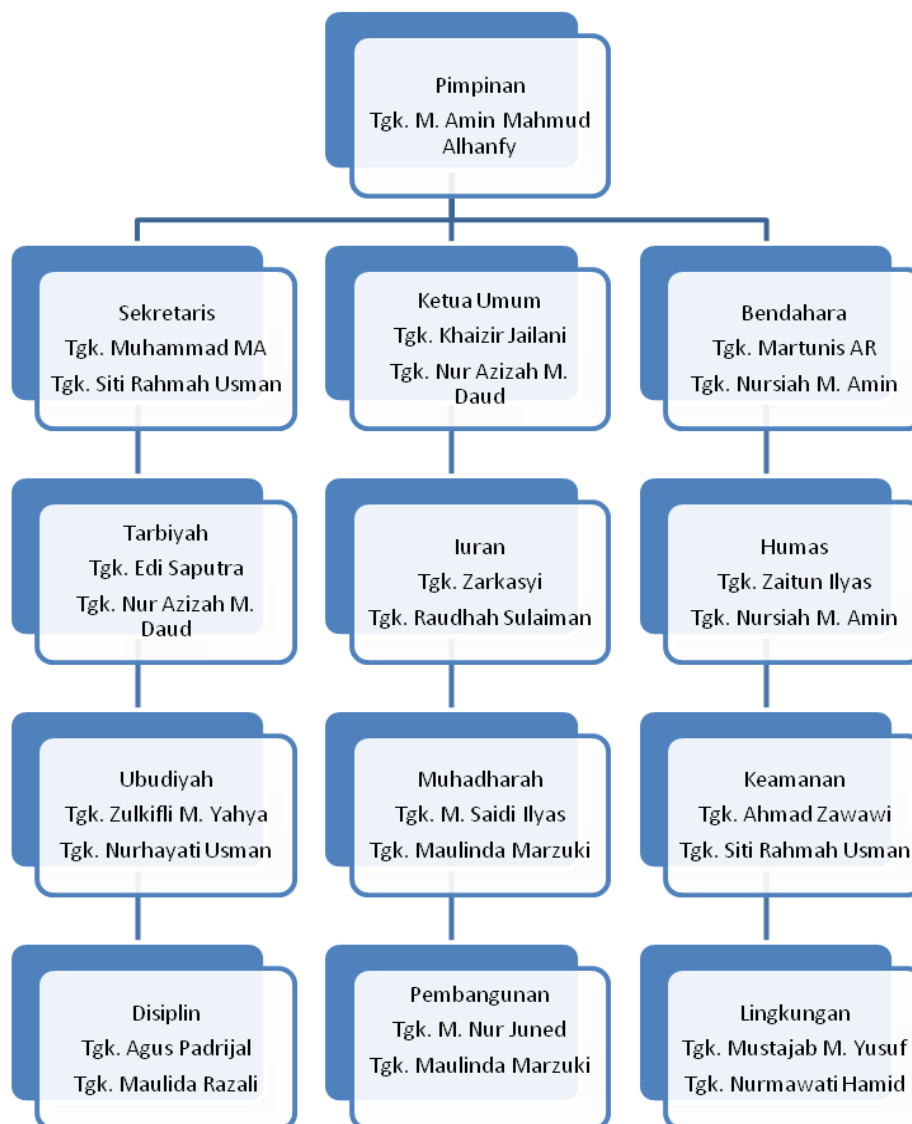 Pimpinan
Tgk. M. Amin Mahmud
Alhanfy
Sekretaris
Tgk. Muhammad MA
Tgk. Siti Rahmah Usman
Ketua Umum
Tgk. Khaizir Jailani
Tgk. Nur Azizah M.
Daud
Bendahara
Tgk. Martunis AR
Tgk. Nursiah M. Amin
Tarbiyah
Tgk. Edi Saputra
Tgk. Nur Azizah M.
Daud
Iuran
Tgk. Zarkasyi
Tgk. Raudhah Sulaiman
Humas
Tgk. Zaitun Ilyas
Tgk. Nursiah M. Amin
Ubudiyah
Tgk. Zulkifli M. Yahya
Tgk. Nurhayati Usman
Muhadharah
Tgk. M. Saidi Ilyas
Tgk. Maulinda Marzuki
Keamanan
Tgk. Ahmad Zawawi
Tgk. Siti Rahmah Usman
Disiplin
Tgk. Agus Padrijal
Tgk. Maulida Razali
Pembangunan
Tgk. M. Nur Juned
Tgk. Maulinda Marzuki
Lingkungan
Tgk. Mustajab M. Yusuf
Tgk. Nurmawati Hamid